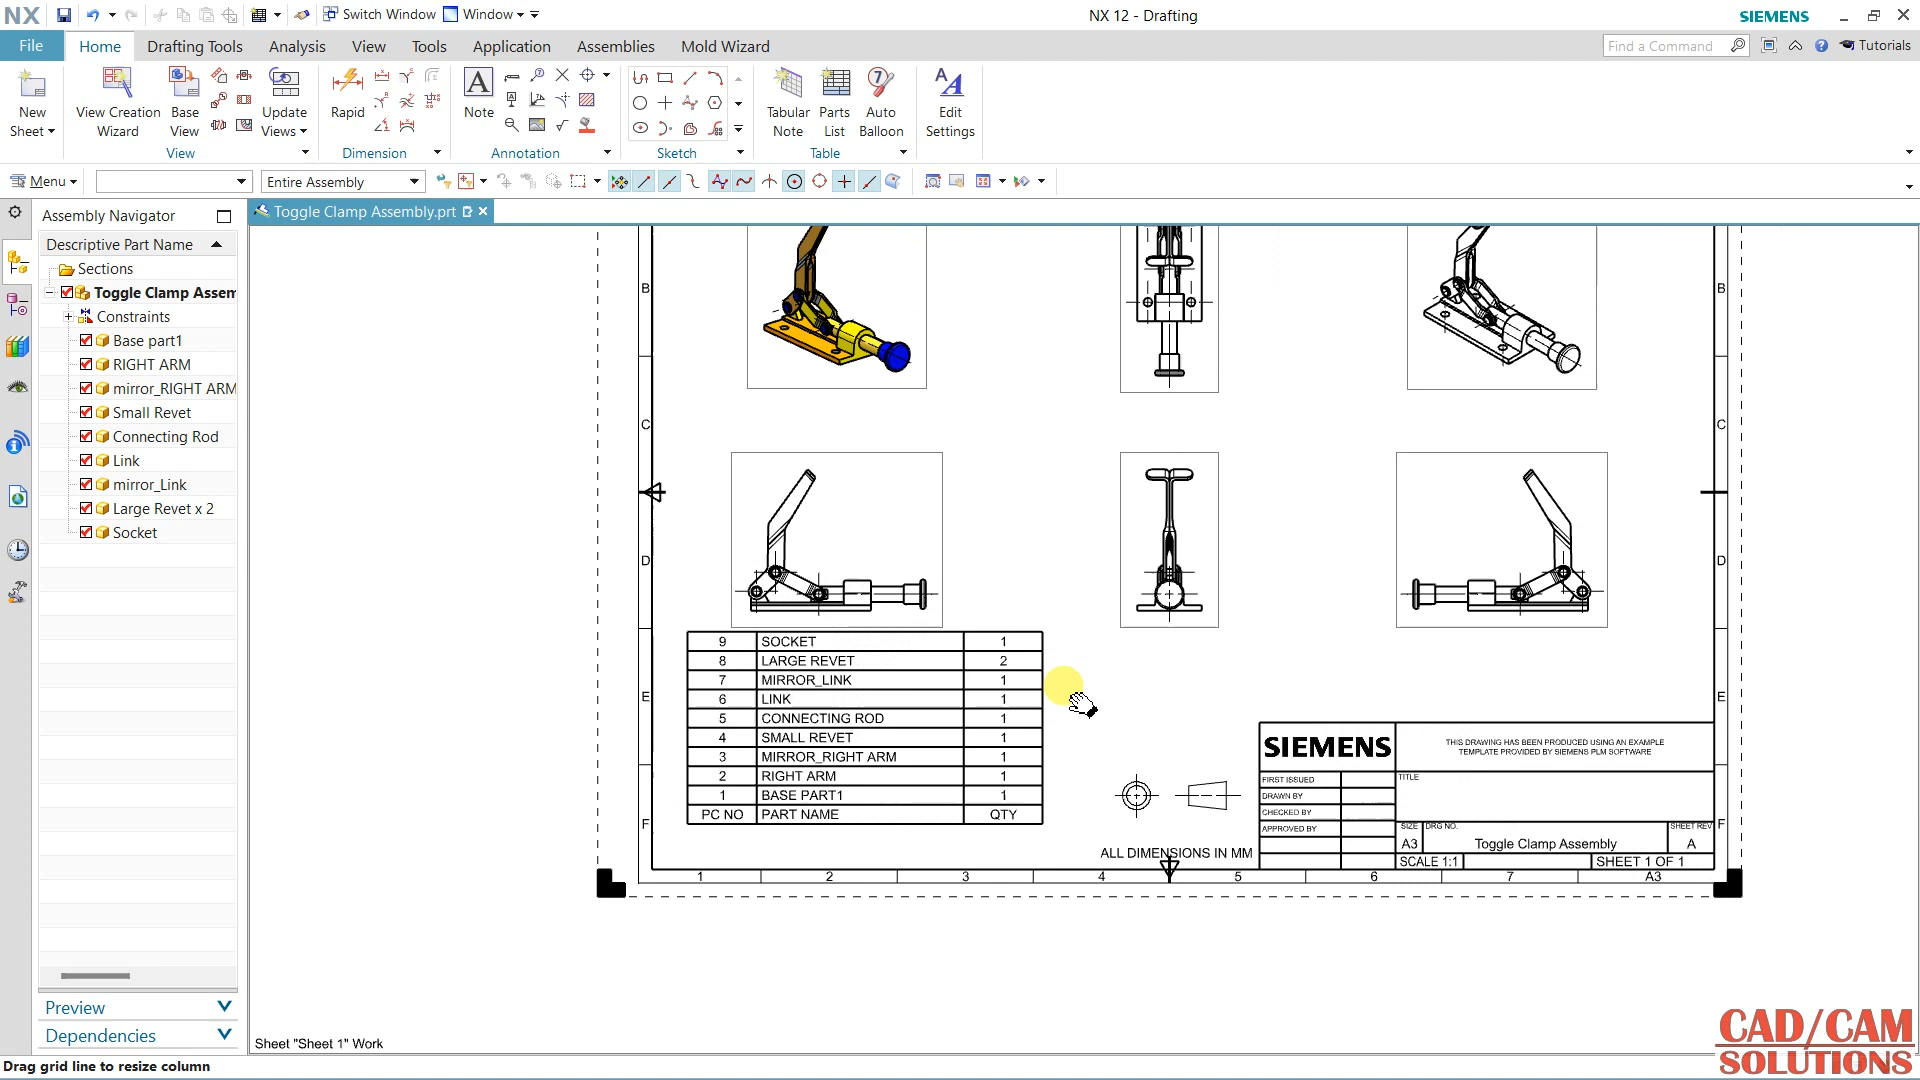 NX
Switch Window
Window
NX 12 - Drafting
SIEMENS
File
Home
Drafting Tools
Analysis
View
Tools
Application
Assemblies
Mold Wizard
Find a Command
Tutorials
New Sheet
View Creation Wizard
Base View
Update Views
Rapid
Note
Tabular Note
Parts List
Auto Balloon
Edit Settings
View
Dimension
Annotation
Sketch
Table
Menu
Entire Assembly
Assembly Navigator
Toggle Clamp Assembly.prt
Descriptive Part Name
Sections
Toggle Clamp Assem
Constraints
Base part1
RIGHT ARM
mirror_RIGHT ARM
Small Revet
Connecting Rod
Link
mirror_Link
Large Revet x 2
Socket
Preview
Dependencies
B
B
C
C
D
D
E
E
F
F
9 SOCKET 1
8 LARGE REVET 2
7 MIRROR_LINK 1
6 LINK 1
5 CONNECTING ROD 1
4 SMALL REVET 1
3 MIRROR_RIGHT ARM 1
2 RIGHT ARM 1
1 BASE PART1 1
PC NO PART NAME QTY
SIEMENS
THIS DRAWING HAS BEEN PRODUCED USING AN EXAMPLE
TEMPLATE PROVIDED BY SIEMENS PLM SOFTWARE
FIRST ISSUED
TITLE
DRAWN BY
CHECKED BY
APPROVED BY
SIZE DRG NO. SHEET REV
A3 Toggle Clamp Assembly A
ALL DIMENSIONS IN MM
SCALE 1:1 SHEET 1 OF 1
1 2 3 4 5 6 7 A3
Sheet "Sheet 1" Work
Drag grid line to resize column
CAD/CAM
SOLUTIONS